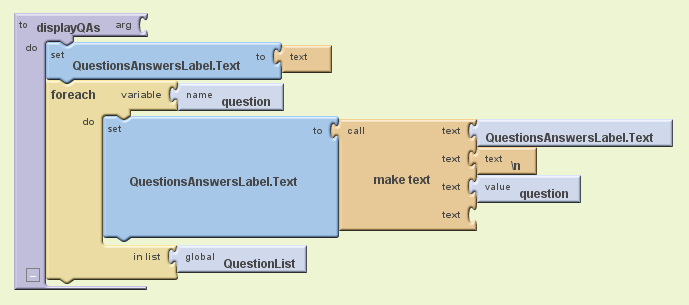 to displayQAs arg
do set QuestionsAnswersLabel.Text to text
foreach variable name question
do set QuestionsAnswersLabel.Text to call make text text QuestionsAnswersLabel.Text
text text \n
text value question
text
in list global QuestionList